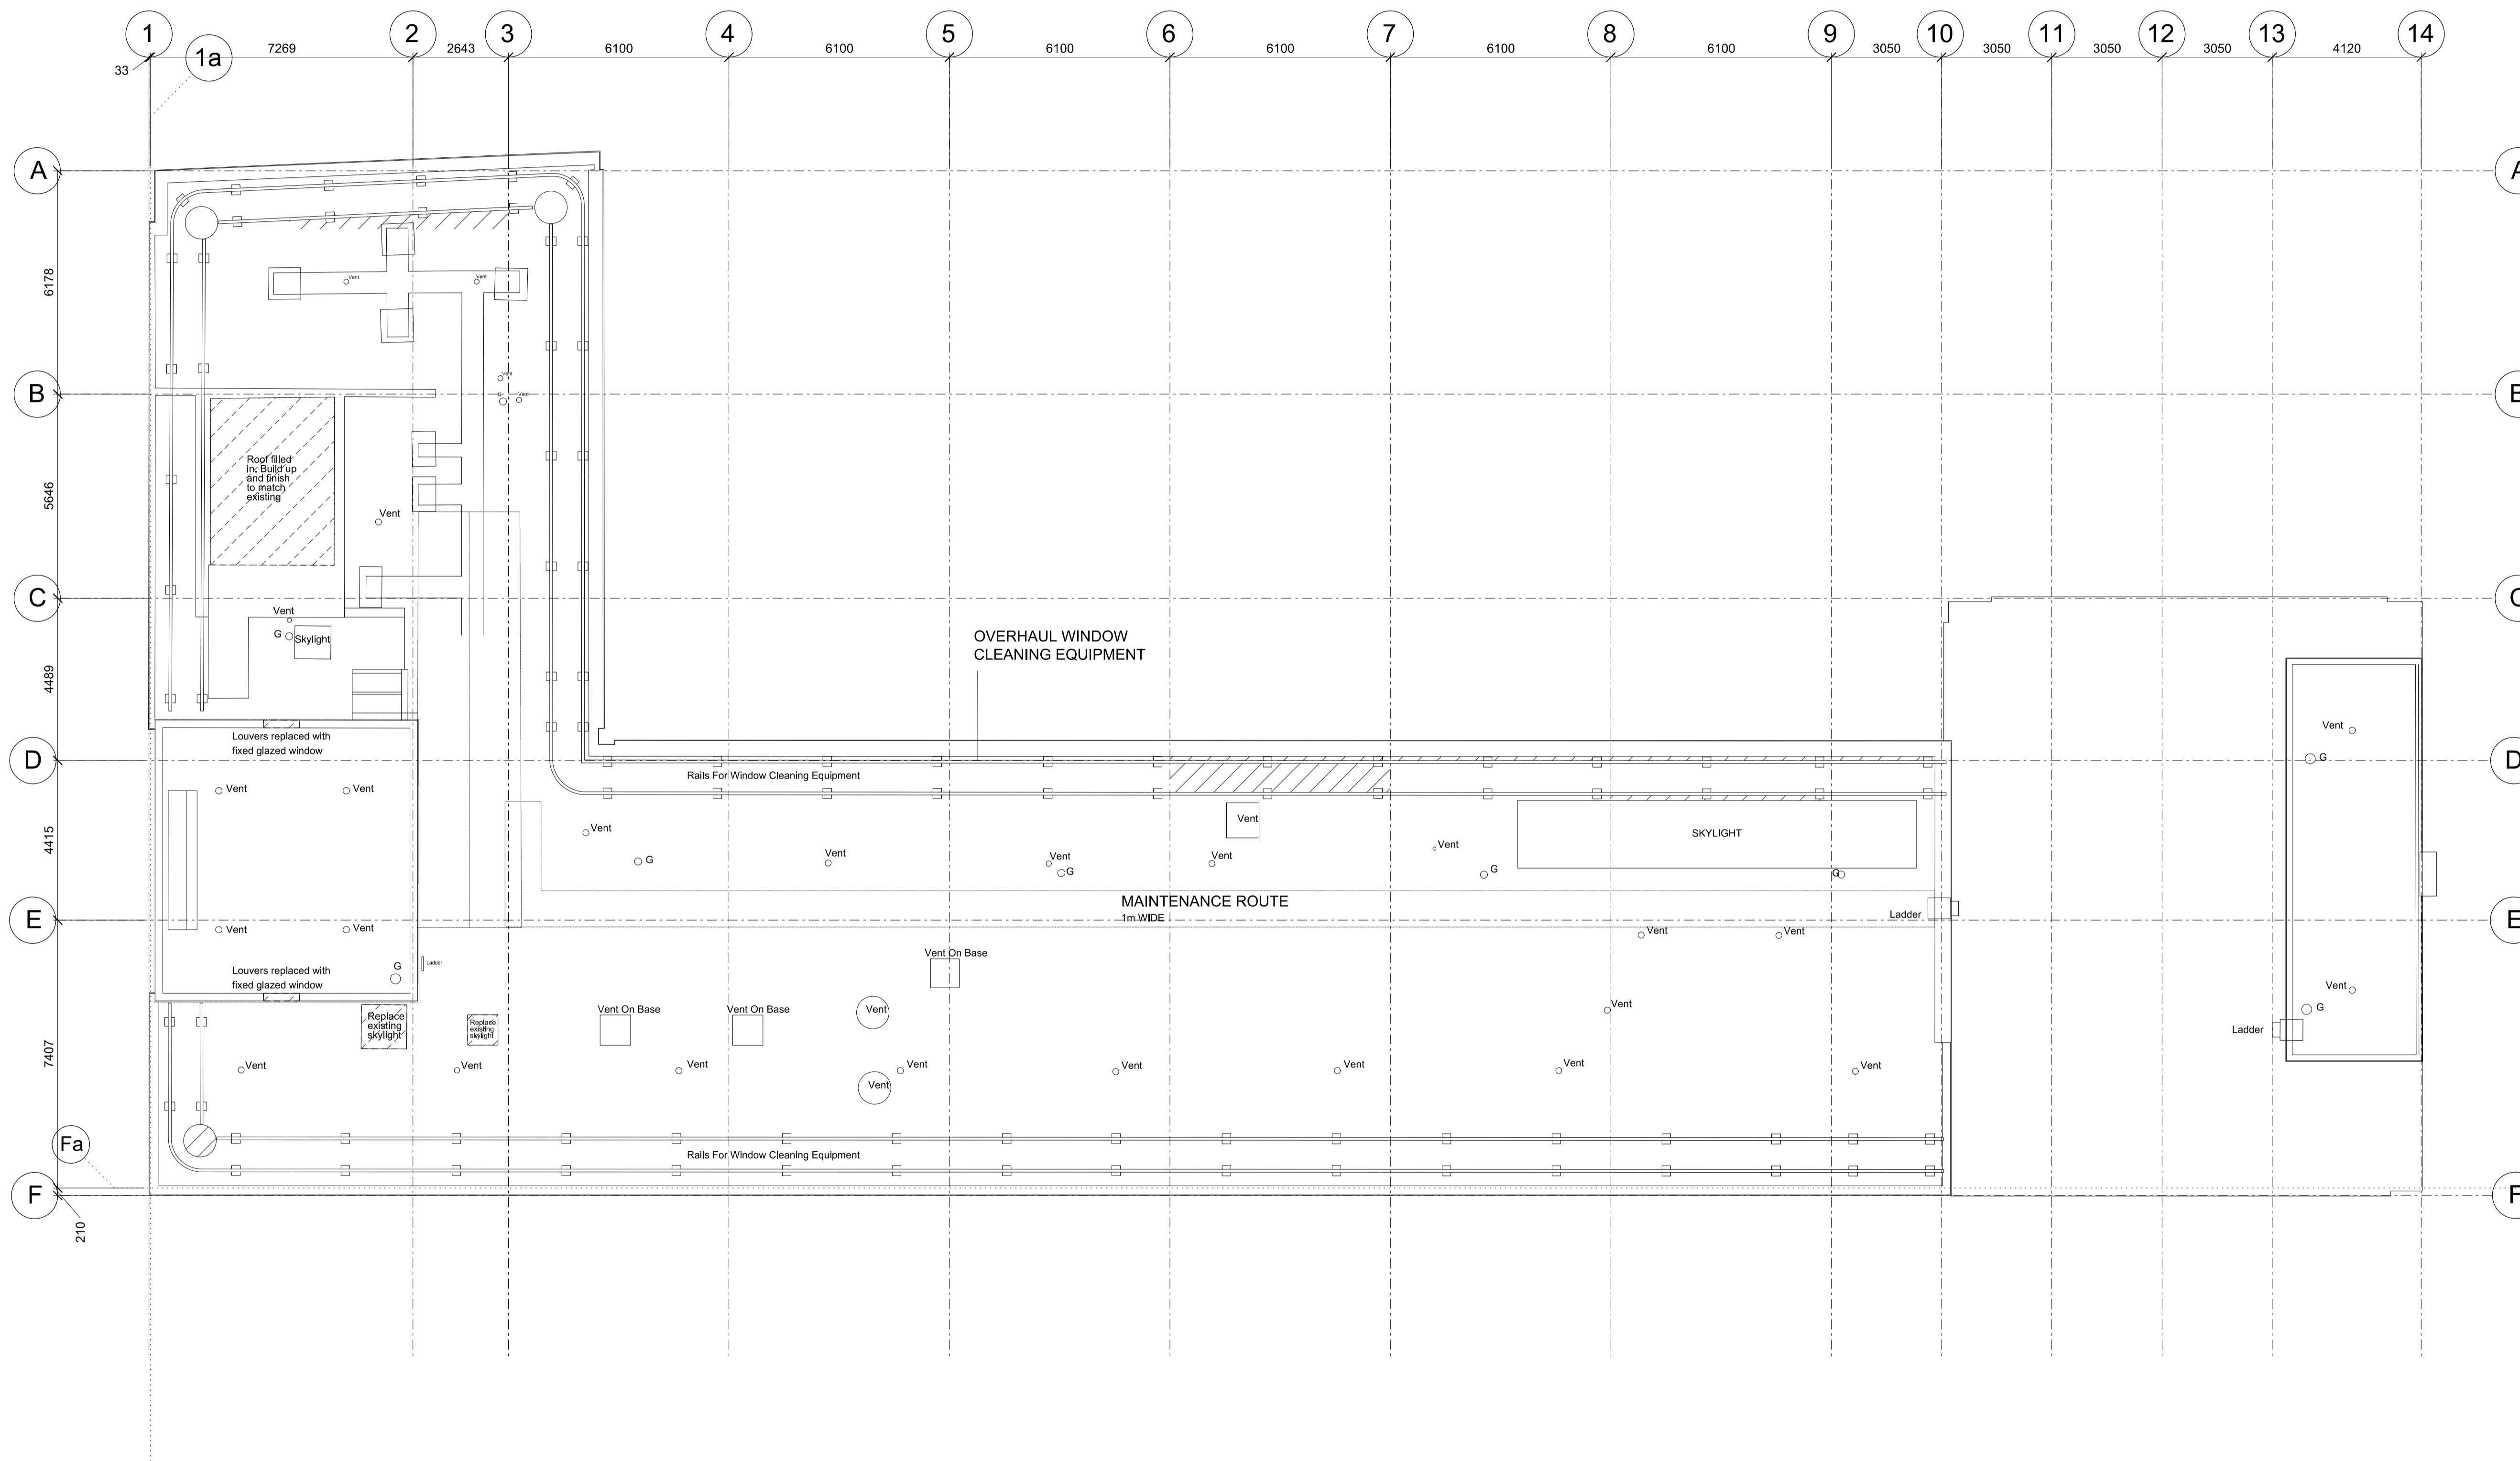 1 2 3 4 5 6 7 8 9 10 11 12 13 14
1a
7269 2643 6100 6100 6100 6100 6100 6100 3050 3050 3050 3050 4120
33
A A
6178
Vent Vent
Vent
B B
G Vent
Roof filled
in. Build up
and finish
to match
existing
5646
Vent
C C
Vent
G Skylight
OVERHAUL WINDOW
CLEANING EQUIPMENT
4489
Louvers replaced with
fixed glazed window
Vent
D D
G
Rails For Window Cleaning Equipment
Vent Vent
Vent
Vent
SKYLIGHT
4415
Vent
Vent
Vent
Vent
G
G
G
G
MAINTENANCE ROUTE
1m WIDE
Ladder
E E
Vent Vent
Vent Vent
Vent On Base
Ladder
G
Louvers replaced with
fixed glazed window
Vent
G
Vent On Base Vent On Base Vent
Vent
Replace
existing
skylight
Replace
existing
skylight
Ladder
7407
Vent Vent Vent Vent Vent Vent Vent Vent
Vent
Fa
Rails For Window Cleaning Equipment
F F
210